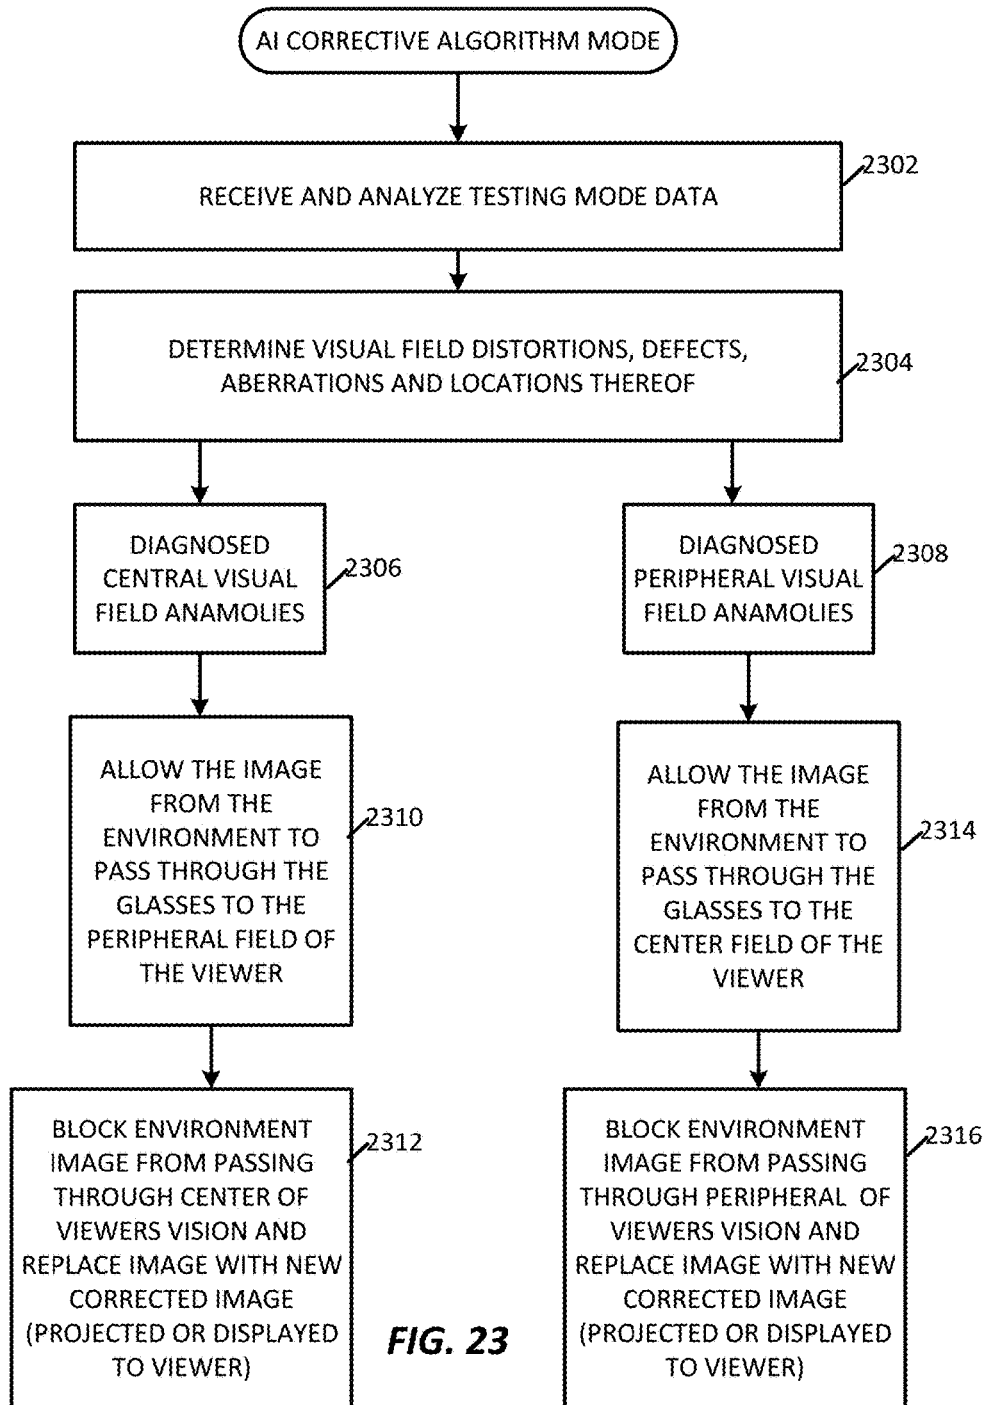 AI CORRECTIVE ALGORITHM MODE
2302
RECEIVE AND ANALYZE TESTING MODE DATA
DETERMINE VISUAL FIELD DISTORTIONS, DEFECTS,
ABERRATIONS AND LOCATIONS THEREOF
2304
DIAGNOSED
CENTRAL VISUAL
FIELD ANAMOLIES
2306
DIAGNOSED
PERIPHERAL VISUAL
FIELD ANAMOLIES
2308
ALLOW THE IMAGE
FROM THE
ENVIRONMENT TO
PASS THROUGH THE
GLASSES TO THE
PERIPHERAL FIELD OF
THE VIEWER
2310
ALLOW THE IMAGE
FROM THE
ENVIRONMENT TO
PASS THROUGH THE
GLASSES TO THE
CENTER FIELD OF THE
VIEWER
2314
BLOCK ENVIRONMENT
IMAGE FROM PASSING
THROUGH CENTER OF
VIEWERS VISION AND
REPLACE IMAGE WITH NEW
CORRECTED IMAGE
(PROJECTED OR DISPLAYED
TO VIEWER)
2312
BLOCK ENVIRONMENT
IMAGE FROM PASSING
THROUGH PERIPHERAL OF
VIEWERS VISION AND
REPLACE IMAGE WITH NEW
CORRECTED IMAGE
(PROJECTED OR DISPLAYED
TO VIEWER)
2316
FIG. 23